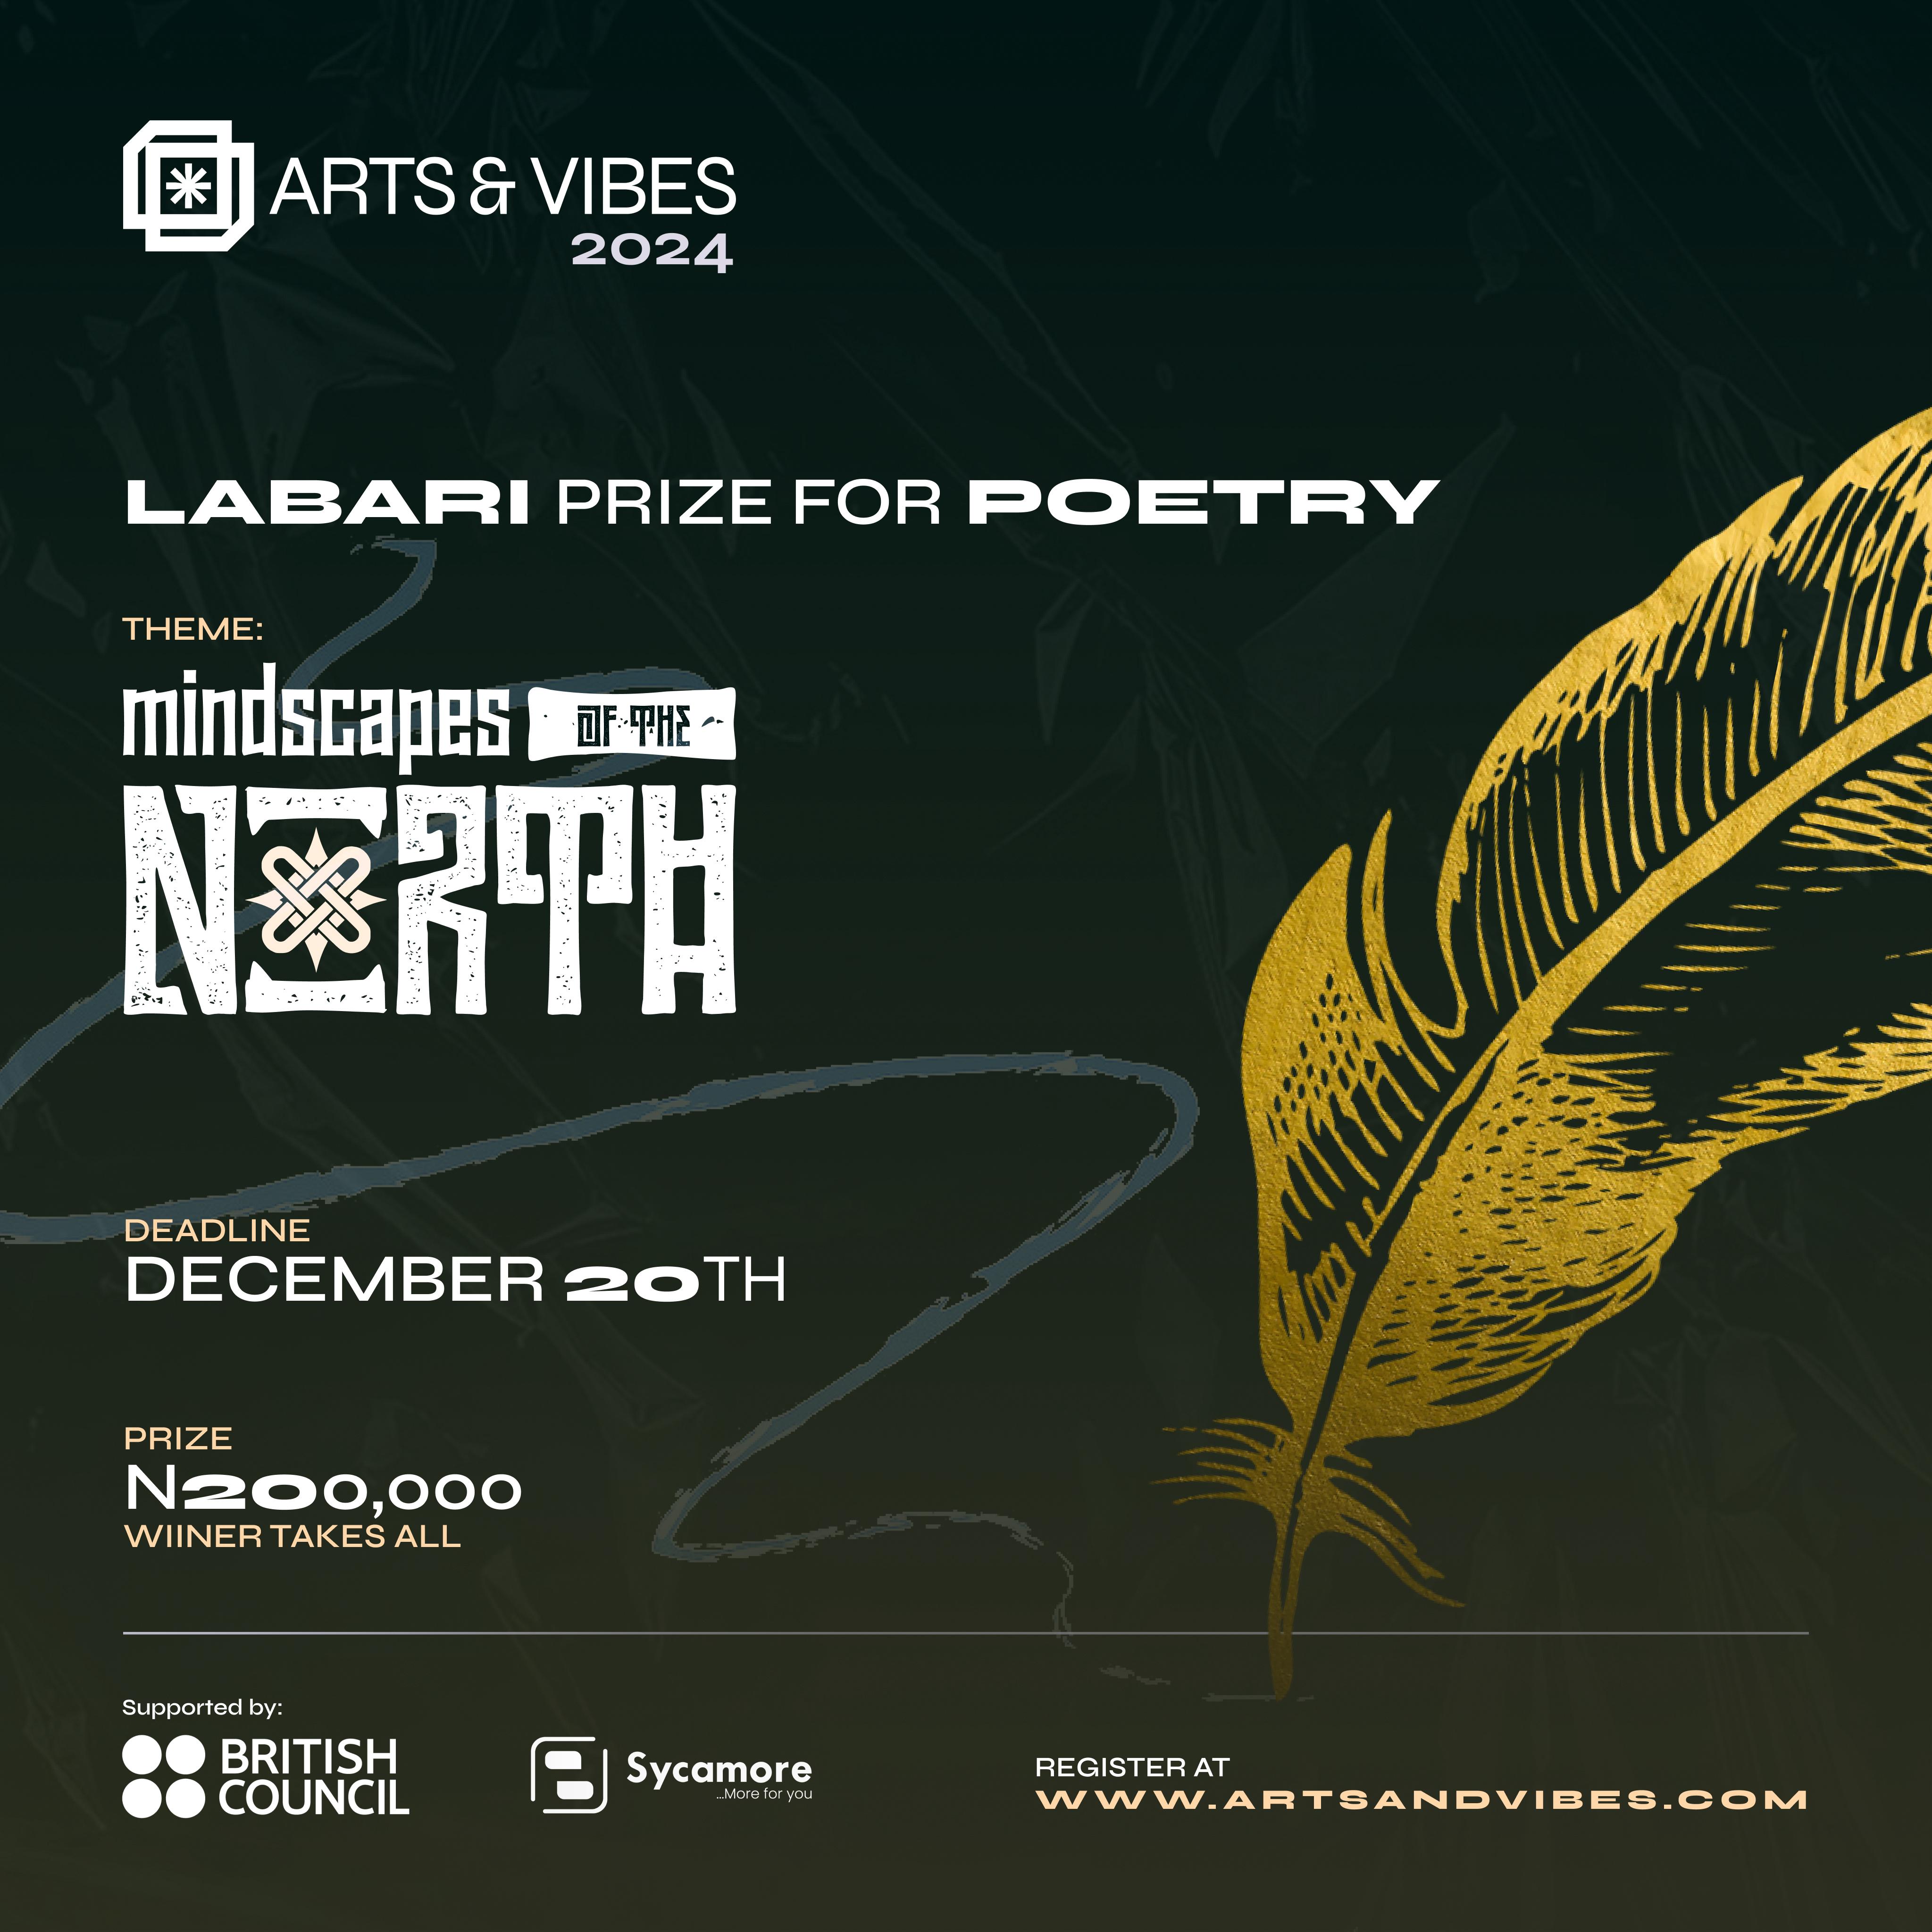 ARTS & VIBES
2024
LABARI PRIZE FOR POETRY
THEME:
mindscapes OF THE
NORTH
DEADLINE
DECEMBER 20TH
PRIZE
N200,000
WIINER TAKES ALL
Supported by:
BRITISH
COUNCIL
Sycamore
...More for you
REGISTER AT
WWW.ARTSANDVIBES.COM